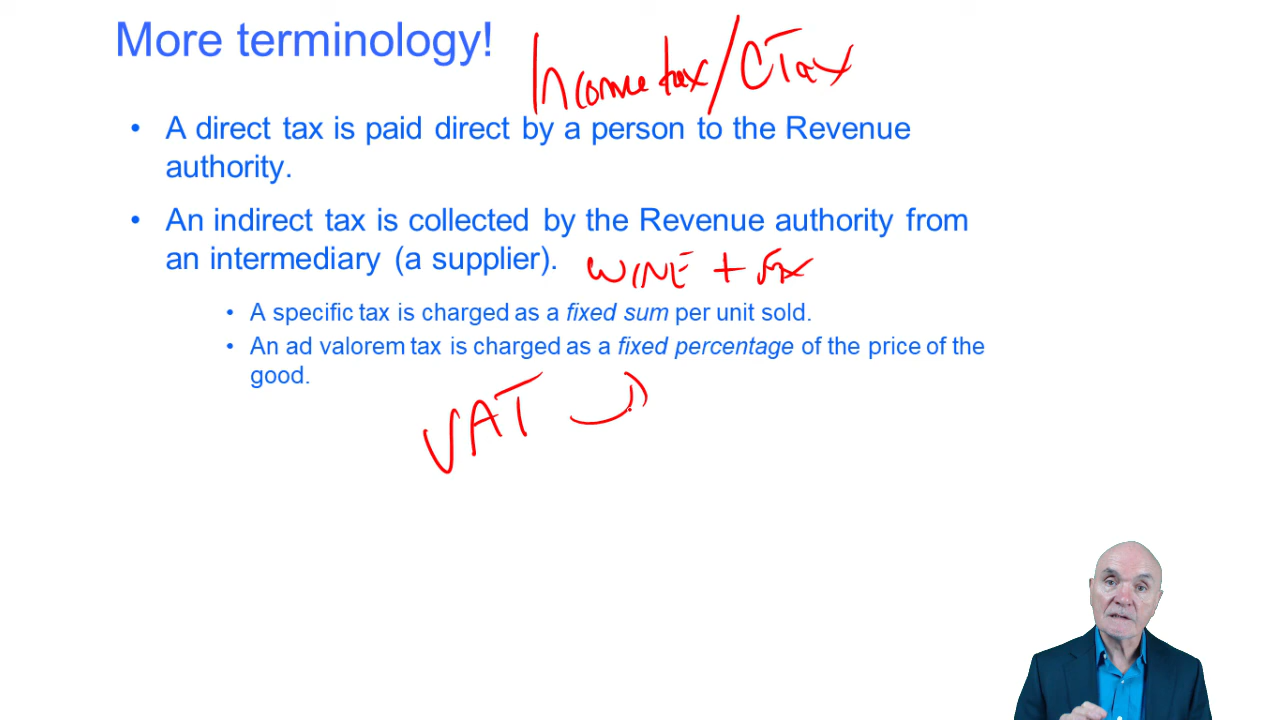 More terminology!
Income tax/CTax
• A direct tax is paid direct by a person to the Revenue
authority.
• An indirect tax is collected by the Revenue authority from
an intermediary (a supplier).
WINE + Tax
• A specific tax is charged as a fixed sum per unit sold.
• An ad valorem tax is charged as a fixed percentage of the price of the
good.
VAT